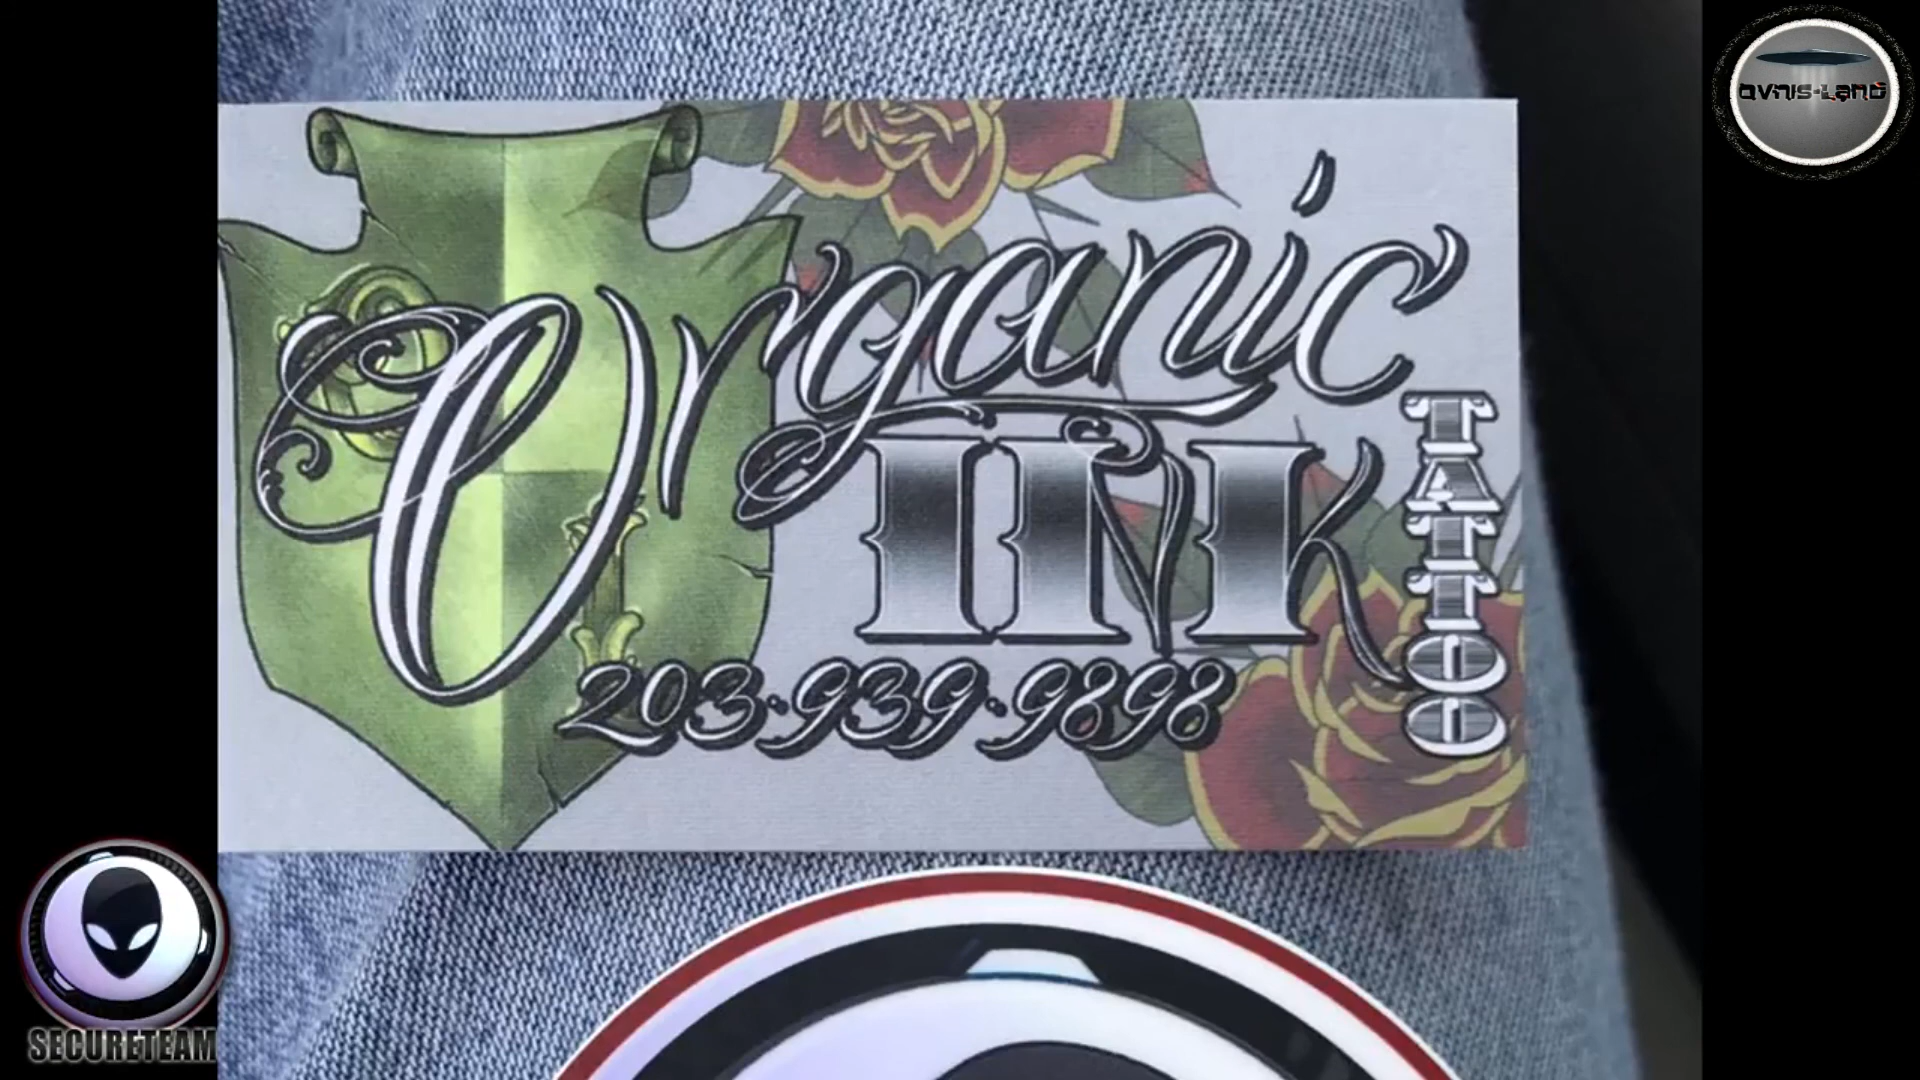 OVNIS-LAND
Organic
INK
TATTOO
203·939·9898
SECURETEAM